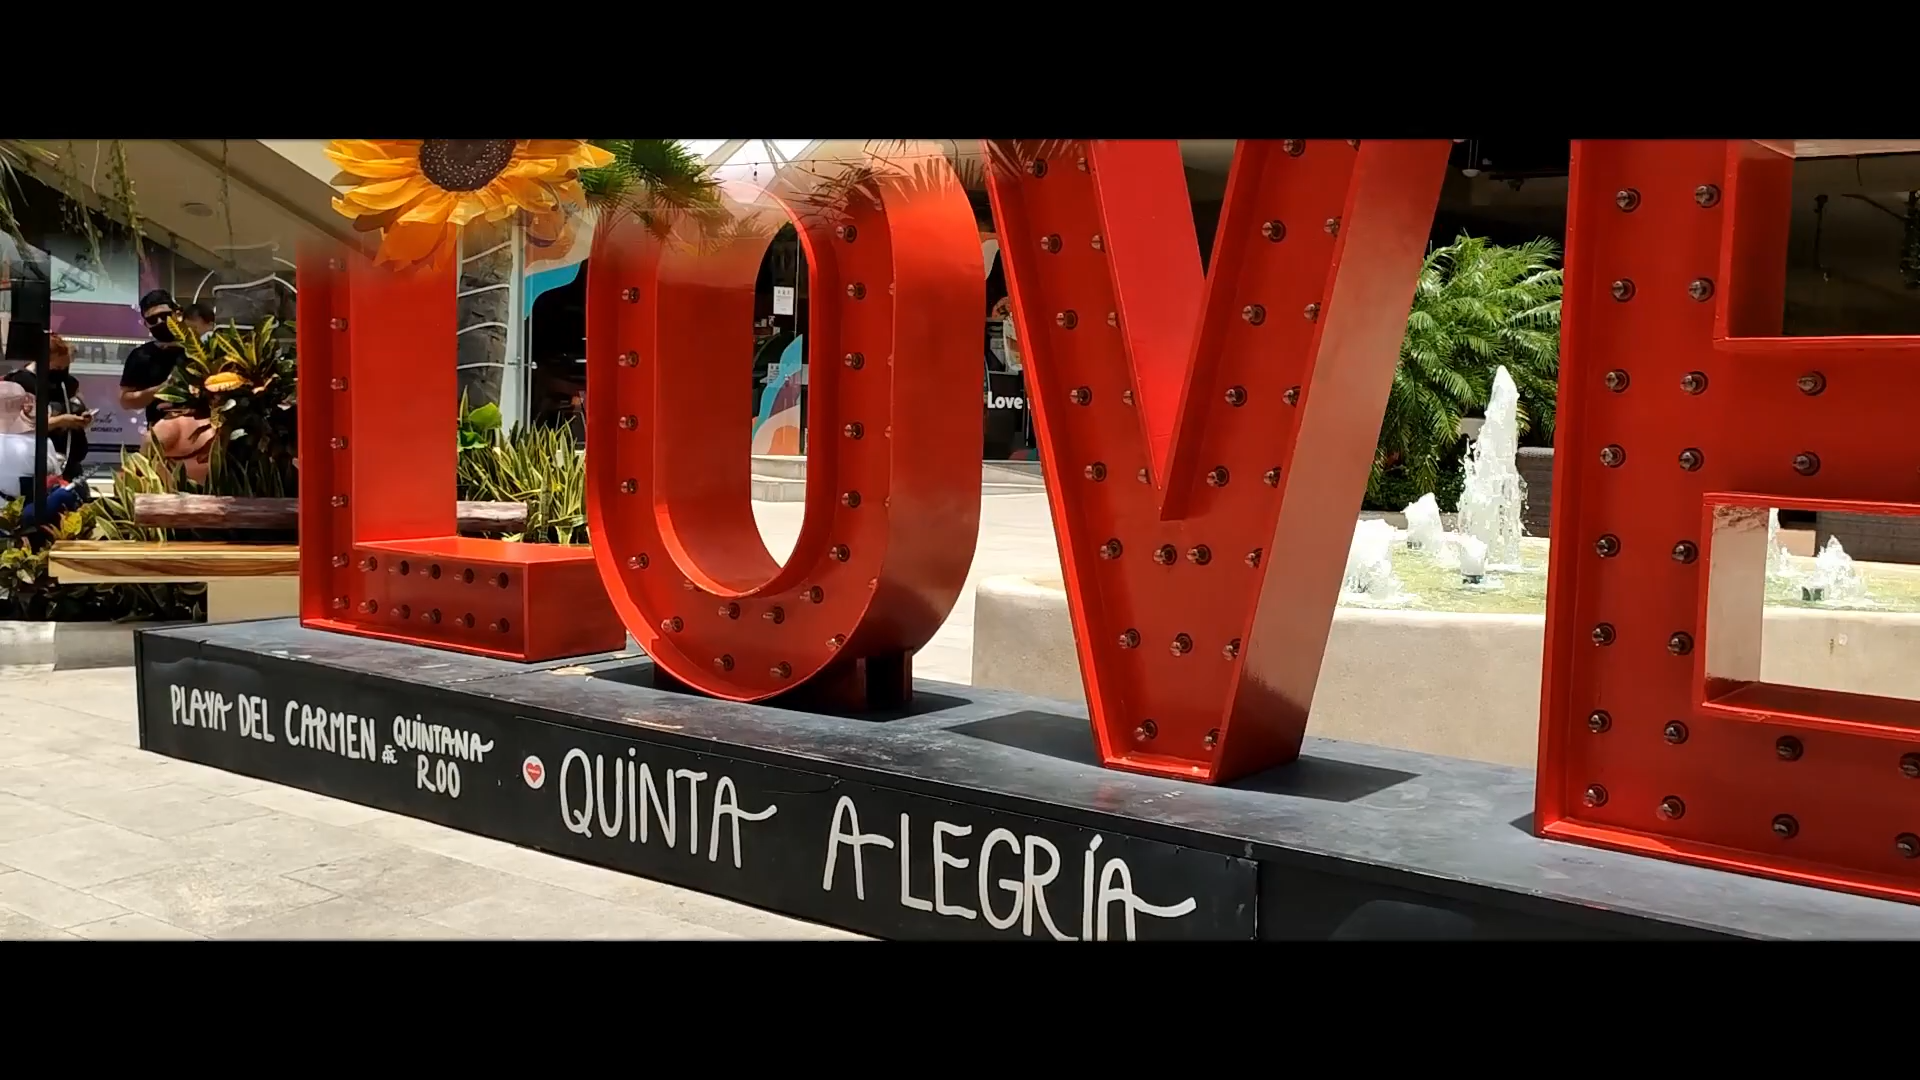 LOVE
Love
PLAYA DEL CARMEN QUINTANA
ROO
QUINTA ALEGRÍA